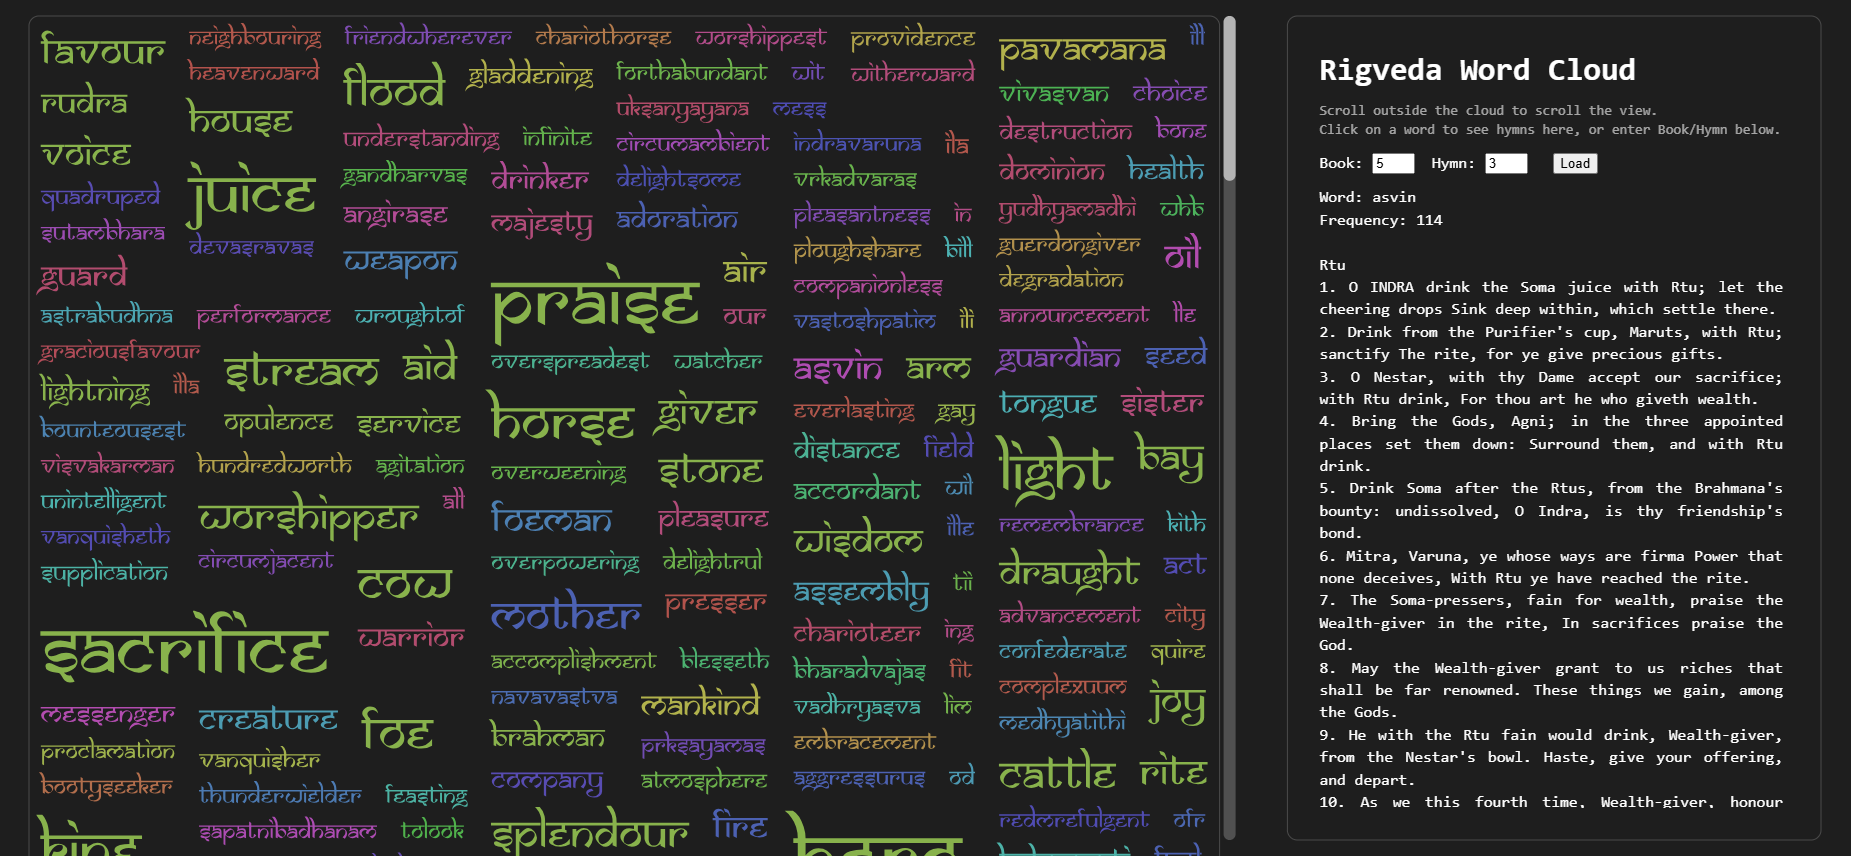 favour neighbouring friendwherever chariothorse worshippest providence pavamana ill
rudra heavenward flood gladdening forthabundant wit witherward vivasvan choice
voice house uksanyayana mess destruction bone
quadruped juice understanding infinite circumambient indravaruna ila dominion health
sutambhara devasravas gandharvas drinker delightsome vrkadvaras yudhyamadhi whb
guard angirase majesty adoration pleasantness in guerdongiver oil
weapon praise air ploughshare bill degradation
astrabudhna performance wroughtof our companionless announcement lle
graciousfavour stream aid overspreadest watcher vastoshpatim ili guardian seed
lightning illa horse giver asvin arm tongue sister
bounteousest opulence service everlasting gay
visvakarman hundredworth agitation overweening stone distance field light bay
unintelligent worshipper all foeman pleasure accordant wil
vanquisheth circumjacent overpowering delightrul wisdom ille remembrance kith
supplication cow mother presser assembly tii draught act
sacrifice warrior accomplishment blesseth charioteer ing advancement city
messenger creature foe navavastva mankind bharadvajas fit confederate quire
proclamation vanquisher brahman prksayamas vadhryasva lim complexuum joy
bootyseeker thunderwielder feasting company atmosphere embracement medhyatithi
sapatnibadhanam tolook splendour fire aggressurus od cattle rite
redmrefulgent ofr
Rigveda Word Cloud
Scroll outside the cloud to scroll the view.
Click on a word to see hymns here, or enter Book/Hymn below.
Book: 5 Hymn: 3 Load
Word: asvin
Frequency: 114
Rtu
1. O INDRA drink the Soma juice with Rtu; let the
cheering drops Sink deep within, which settle there.
2. Drink from the Purifier's cup, Maruts, with Rtu;
sanctify The rite, for ye give precious gifts.
3. O Nestar, with thy Dame accept our sacrifice;
with Rtu drink, For thou art he who giveth wealth.
4. Bring the Gods, Agni; in the three appointed
places set them down: Surround them, and with Rtu
drink.
5. Drink Soma after the Rtus, from the Brahmana's
bounty: undissolved, O Indra, is thy friendship's
bond.
6. Mitra, Varuna, ye whose ways are firma Power that
none deceives, With Rtu ye have reached the rite.
7. The Soma-pressers, fain for wealth, praise the
Wealth-giver in the rite, In sacrifices praise the
God.
8. May the Wealth-giver grant to us riches that
shall be far renowned. These things we gain, among
the Gods.
9. He with the Rtu fain would drink, Wealth-giver,
from the Nestar's bowl. Haste, give your offering,
and depart.
10. As we this fourth time, Wealth-giver, honour